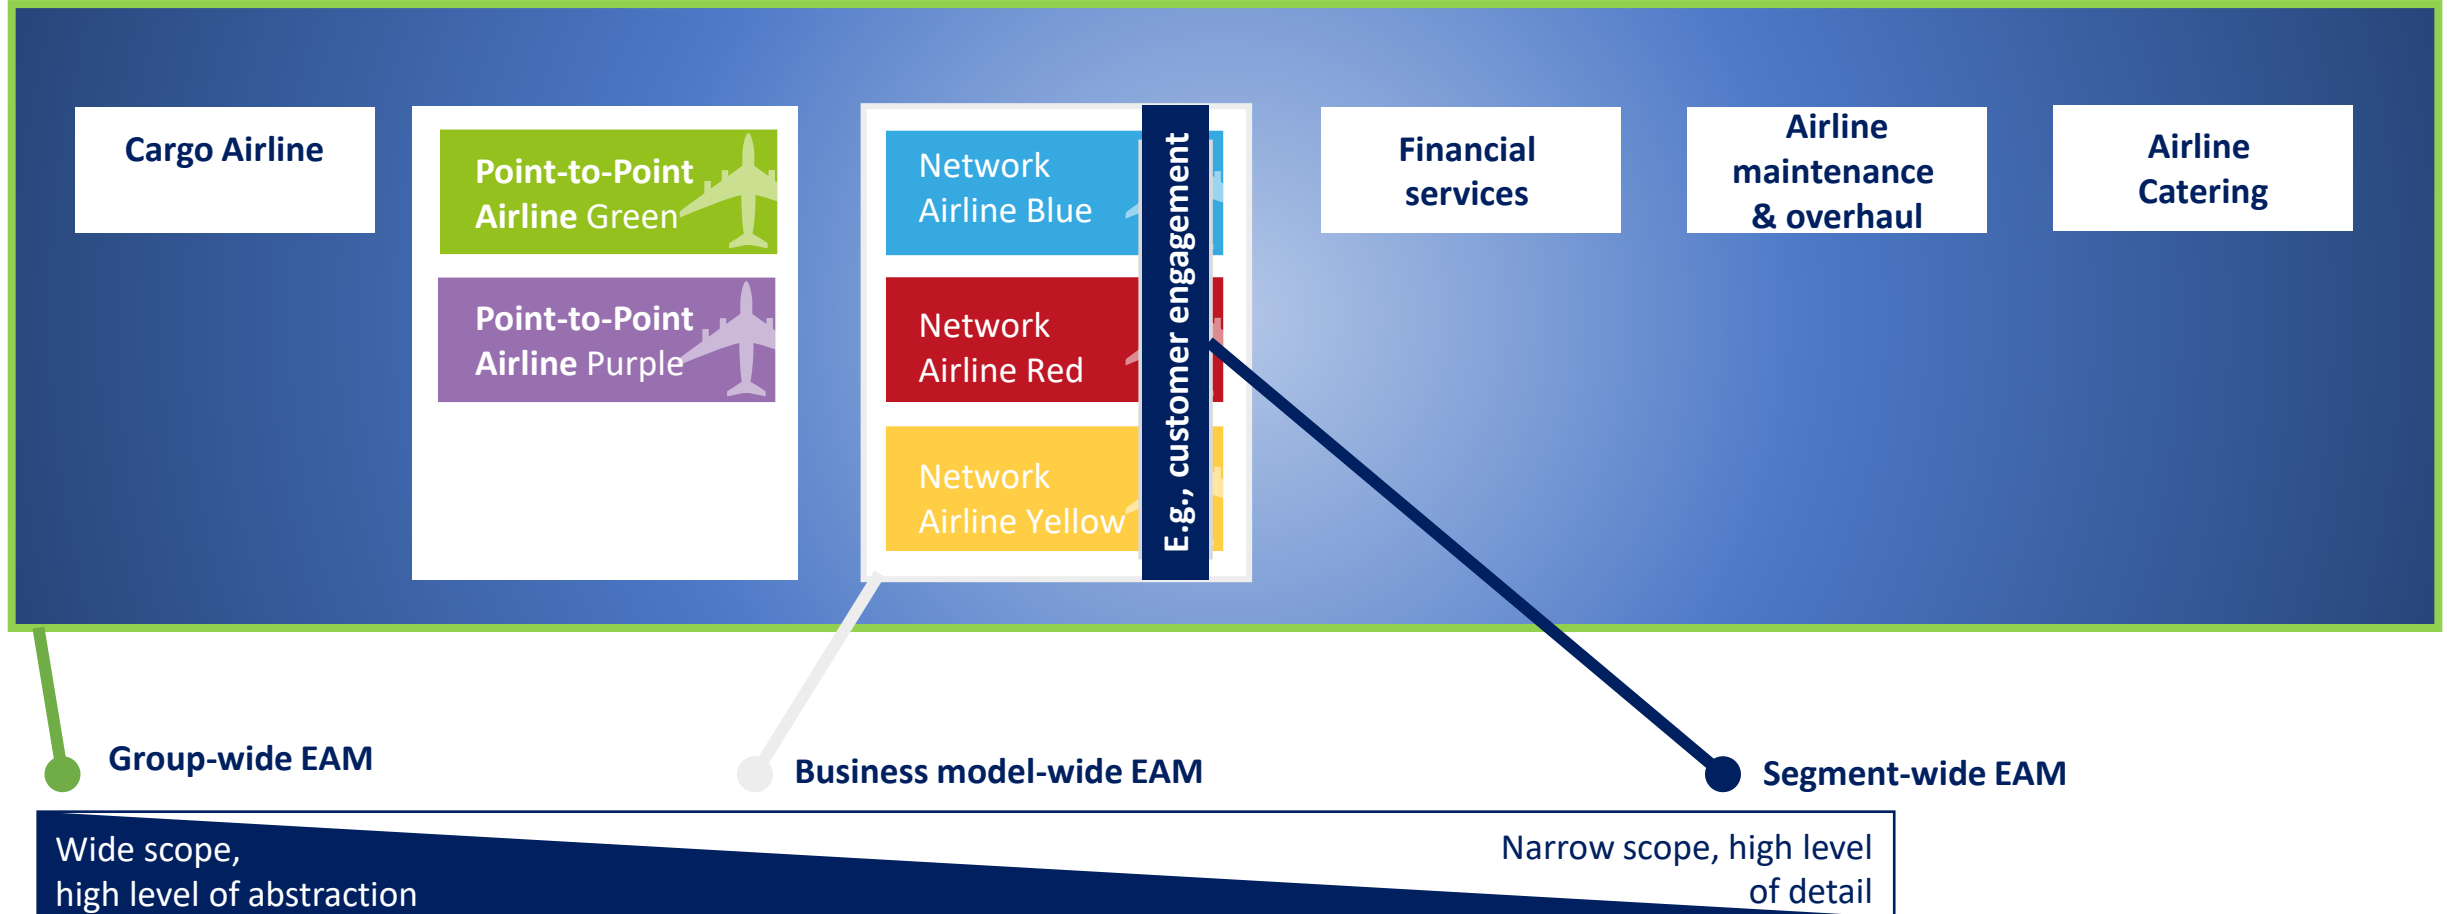 Cargo Airline
Point-to-Point
Airline Green
Point-to-Point
Airline Purple
Network
Airline Blue
Network
Airline Red
Network
Airline Yellow
E.g., customer engagement
Financial
services
Airline
maintenance
& overhaul
Airline
Catering
Group-wide EAM
Business model-wide EAM
Segment-wide EAM
Wide scope,
high level of abstraction
Narrow scope, high level
of detail